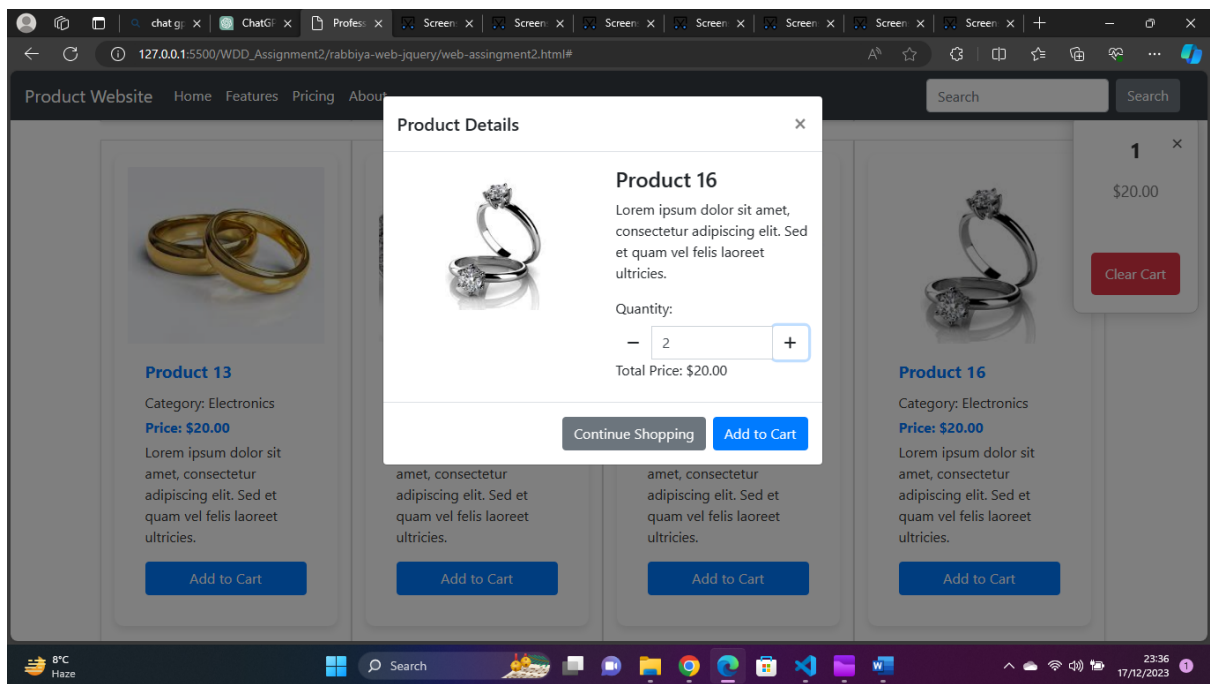 chat gp
ChatGF
Profess
Screen
Screen
Screen
Screen
Screen
Screen
Screen
127.0.0.1:5500/WDD_Assignment2/rabbiya-web-jquery/web-assingment2.html#
Product Website Home Features Pricing About
Search
Search
Product Details
×
Product 16
Lorem ipsum dolor sit amet,
consectetur adipiscing elit. Sed
et quam vel felis laoreet
ultricies.
Quantity:
− 2 +
Total Price: $20.00
Continue Shopping
Add to Cart
1
×
$20.00
Clear Cart
Product 13
Category: Electronics
Price: $20.00
Lorem ipsum dolor sit
amet, consectetur
adipiscing elit. Sed et
quam vel felis laoreet
ultricies.
Add to Cart
amet, consectetur
adipiscing elit. Sed et
quam vel felis laoreet
ultricies.
Add to Cart
amet, consectetur
adipiscing elit. Sed et
quam vel felis laoreet
ultricies.
Add to Cart
Product 16
Category: Electronics
Price: $20.00
Lorem ipsum dolor sit
amet, consectetur
adipiscing elit. Sed et
quam vel felis laoreet
ultricies.
Add to Cart
8°C
Haze
Search
23:36
17/12/2023
1